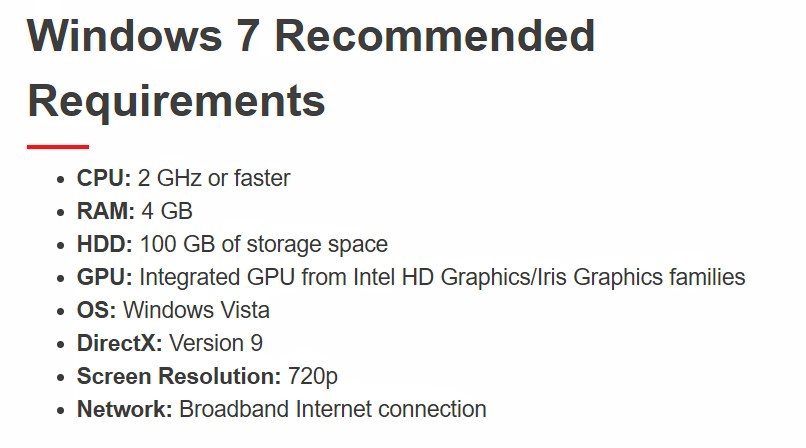 Windows 7 Recommended
Requirements
• CPU: 2 GHz or faster
• RAM: 4 GB
• HDD: 100 GB of storage space
• GPU: Integrated GPU from Intel HD Graphics/Iris Graphics families
• OS: Windows Vista
• DirectX: Version 9
• Screen Resolution: 720p
• Network: Broadband Internet connection